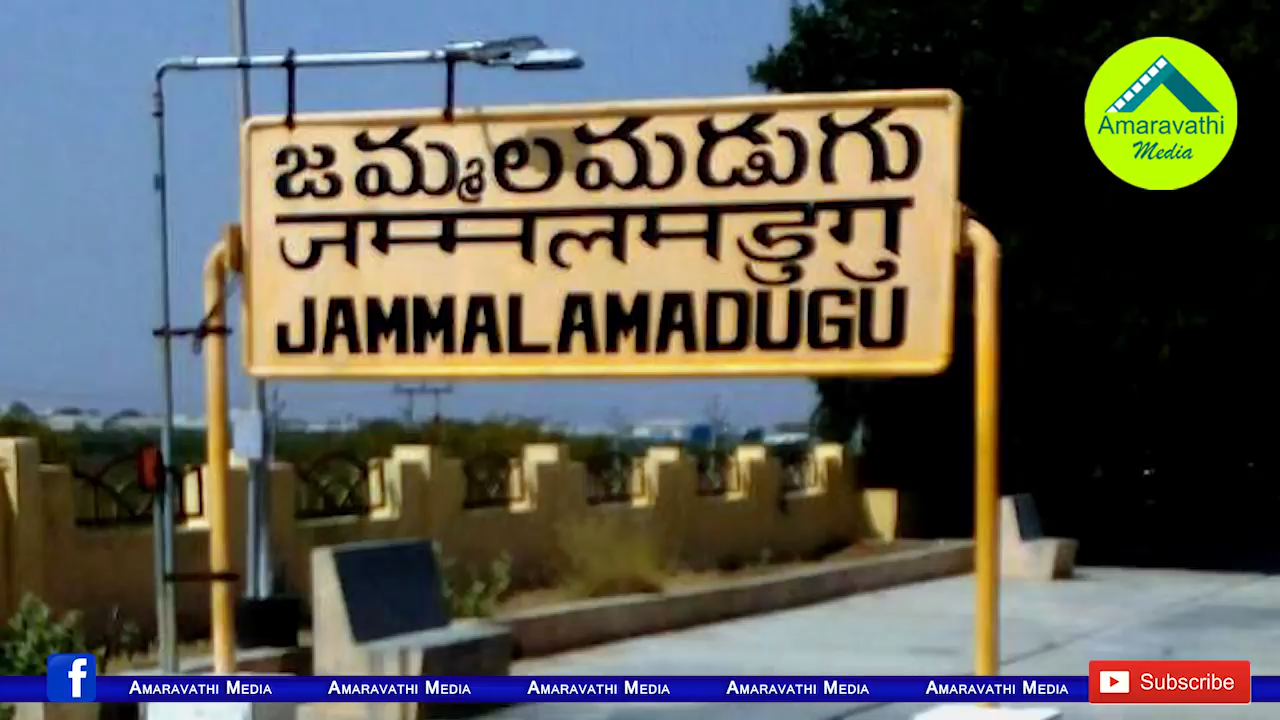 జమ్మలమడుగు
जम्मलमडुगु
JAMMALAMADUGU
Amaravathi
Media
f
AMARAVATHI MEDIA AMARAVATHI MEDIA AMARAVATHI MEDIA AMARAVATHI MEDIA AMARAVATHI MEDIA
Subscribe